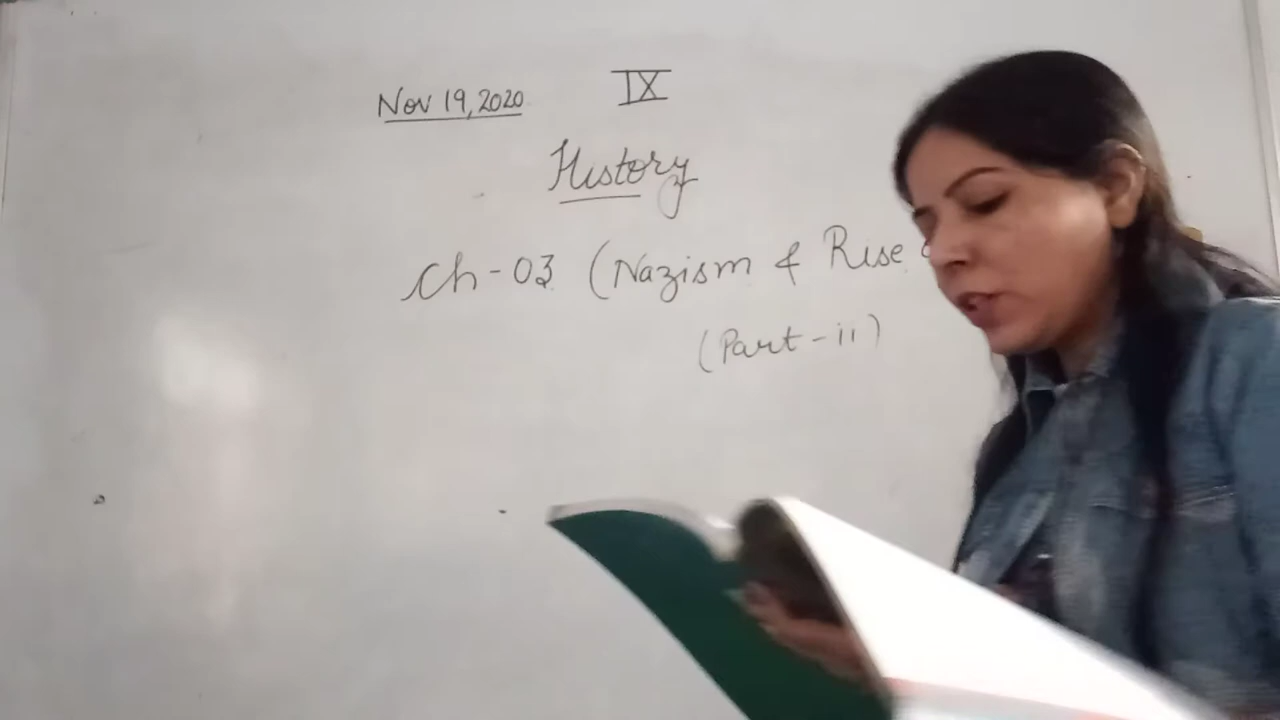 Nov 19, 2020
IX
History
Ch-03 (Nazism & Rise
(Part-ii)